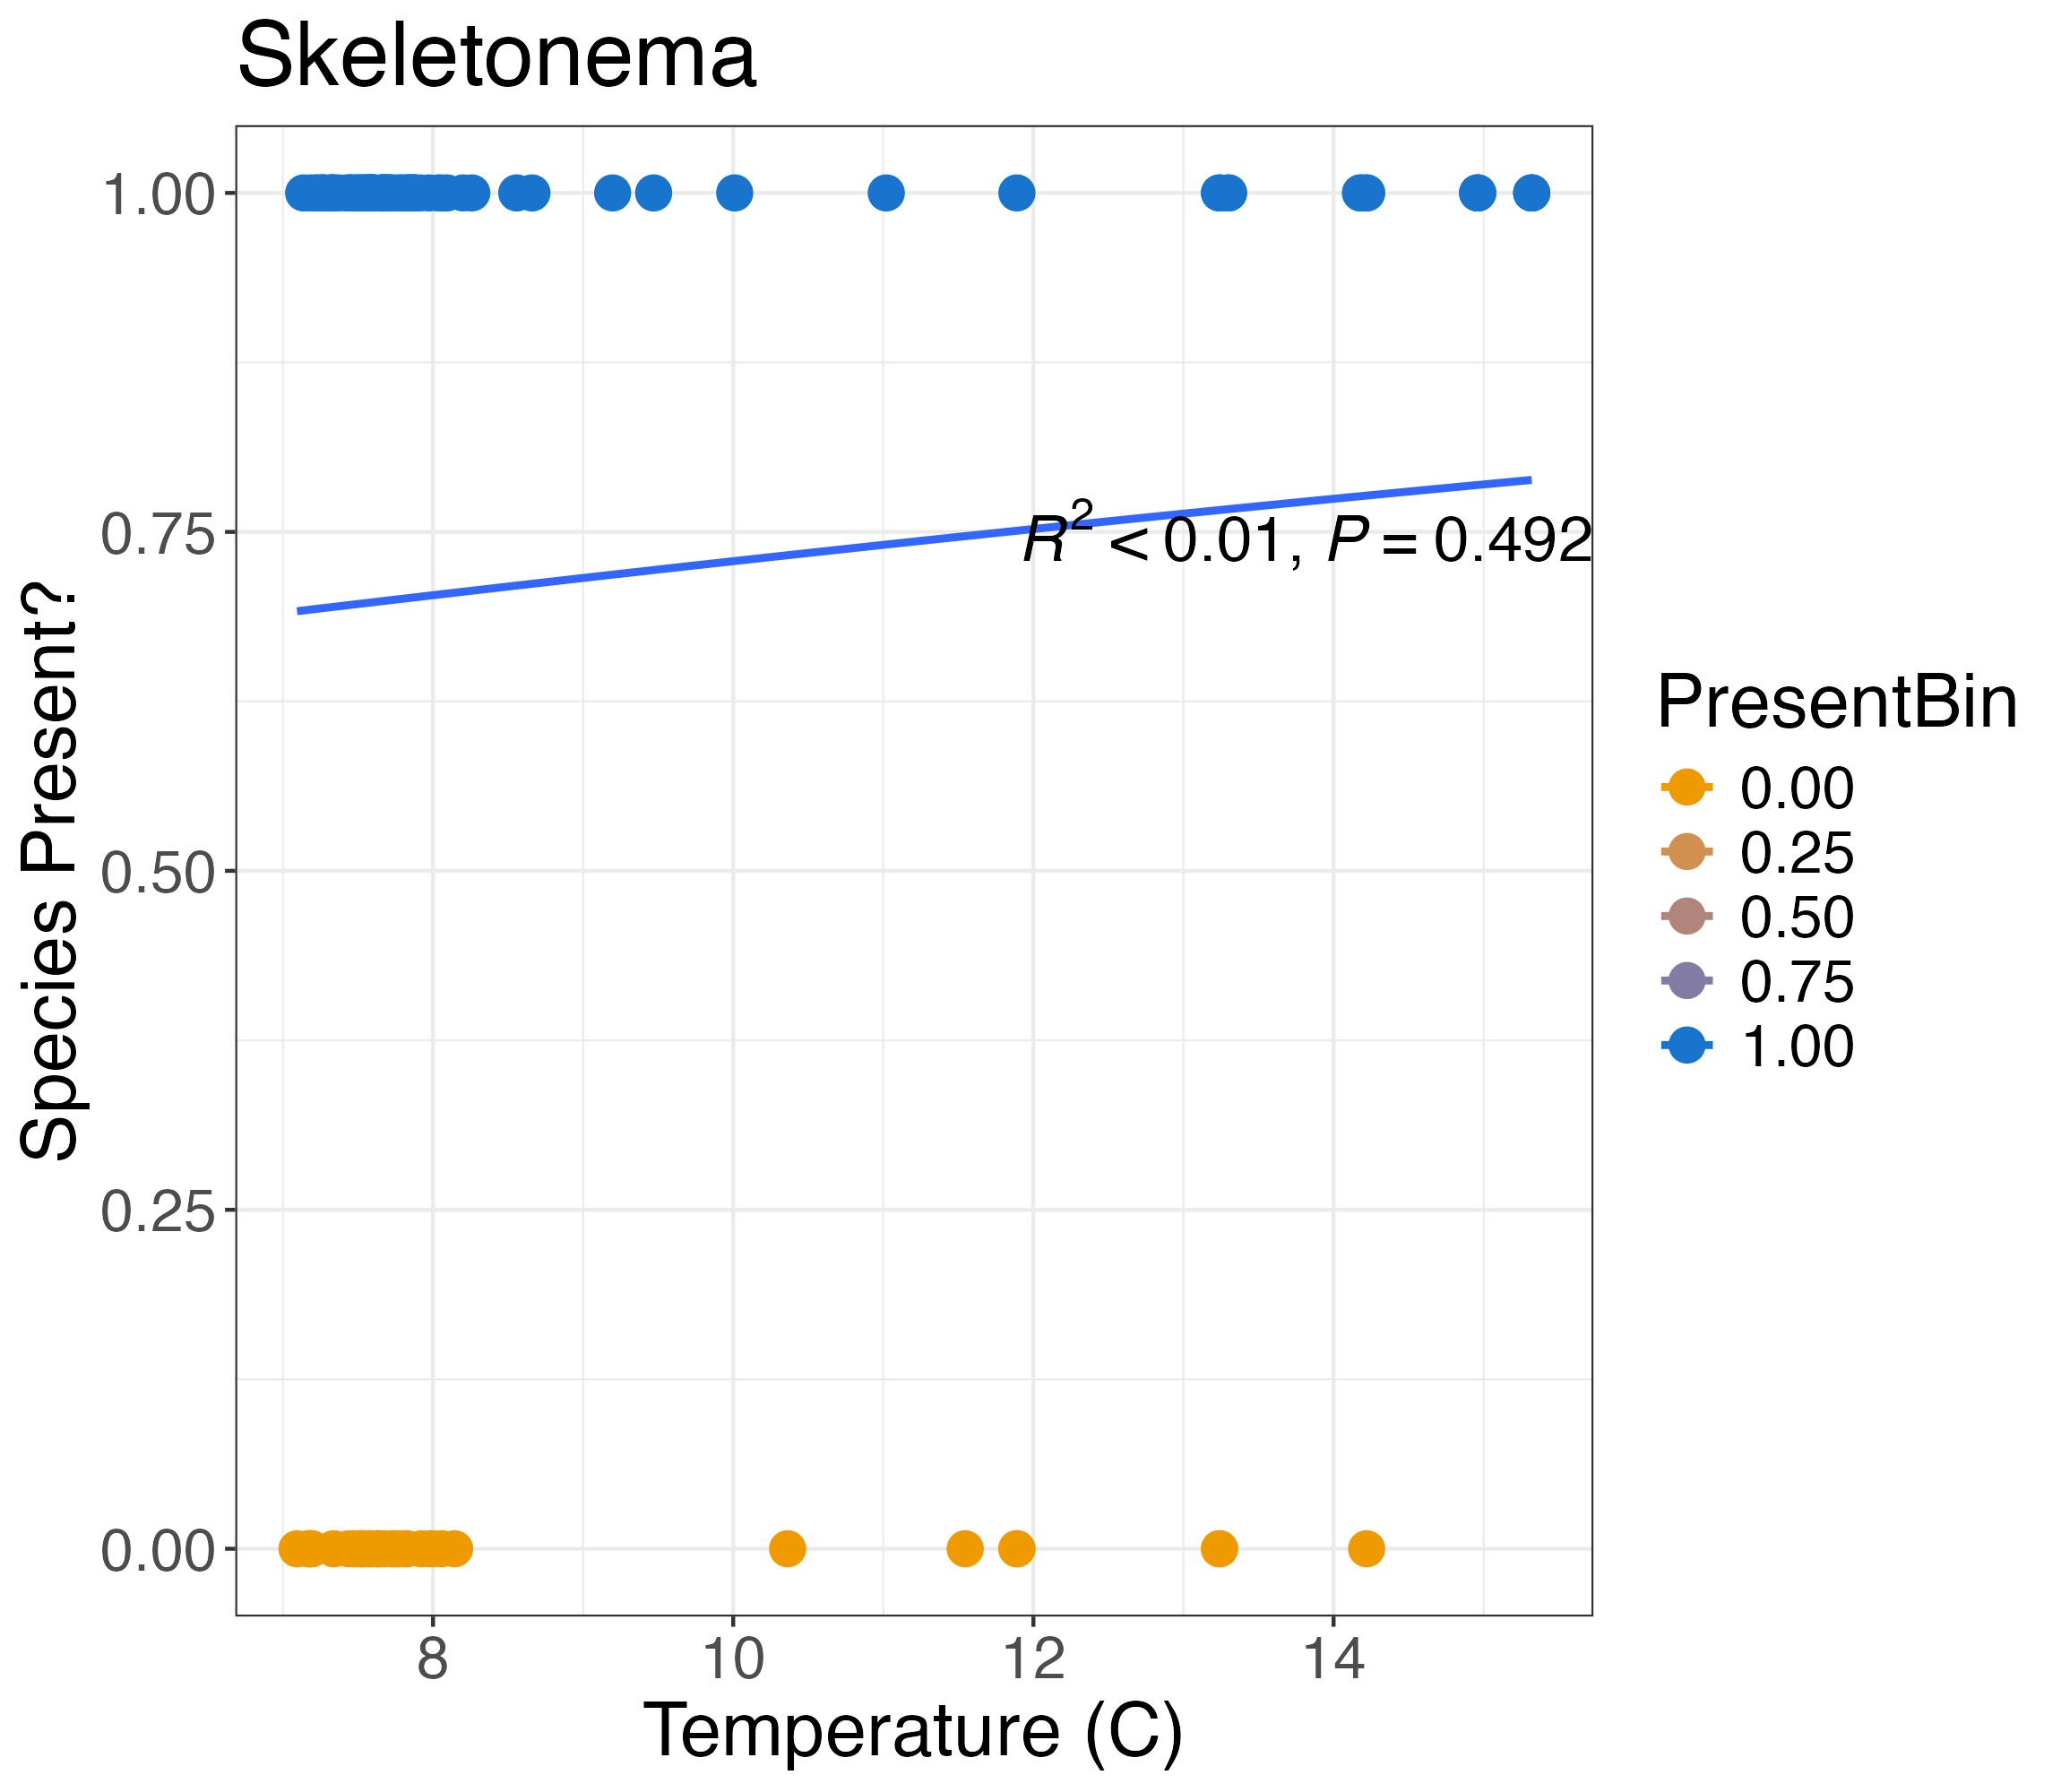 Skeletonema
1.00
0.75
0.50
0.25
0.00
Species Present?
R² < 0.01, P = 0.492
8 10 12 14
Temperature (C)
PresentBin
0.00
0.25
0.50
0.75
1.00